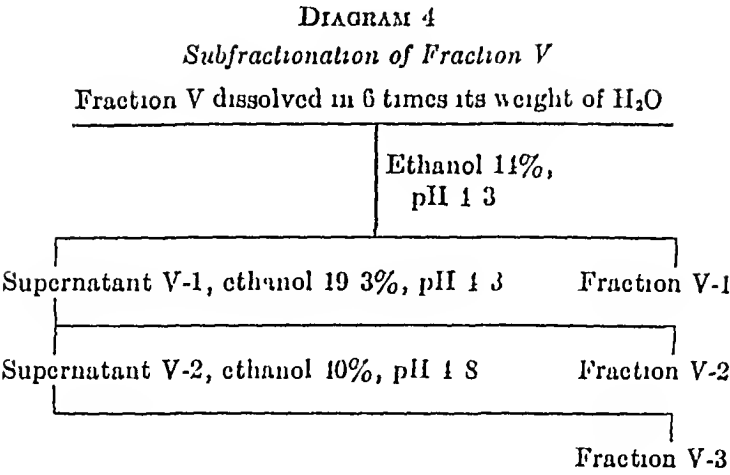 DIAGRAM 4
Subfractionation of Fraction V
Fraction V dissolved in 6 times its weight of H₂O
Ethanol 14%,
pH 4 3
Supernatant V-1, ethanol 19 3%, pH 4 3 Fraction V-1
Supernatant V-2, ethanol 40%, pH 4 8 Fraction V-2
Fraction V-3